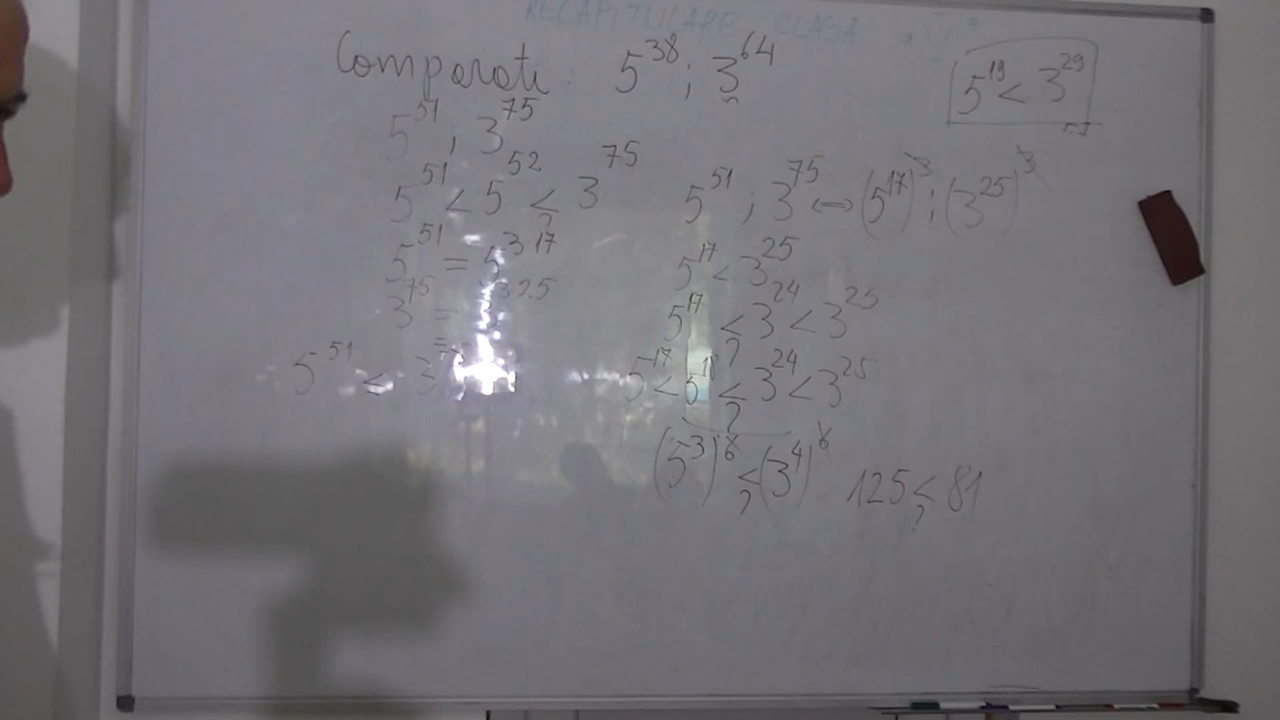 RECAPITULARE CLASA
Comparati : 5^38 ; 3^64
5^19 < 3^29
5^51 , 3^75
5^51 < 5^52 <? 3^75
5^51 = 5^3·17
3^75 = 3^3·25
5^51 < 3^75
5^51 ; 3^75 ↔ (5^17)^3 ; (3^25)^3
5^17 < 3^25
5^17 <? 3^24 < 3^25
5^17 < 5^18 <? 3^24 < 3^25
(5^3)^6 <? (3^4)^6 125 <? 81